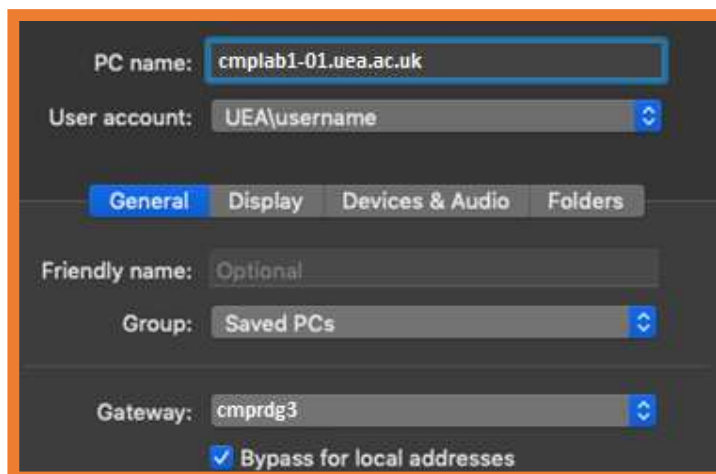 PC name: cmplab1-01.uea.ac.uk
User account: UEA\username
General Display Devices & Audio Folders
Friendly name: Optional
Group: Saved PCs
Gateway: cmprdg3
Bypass for local addresses